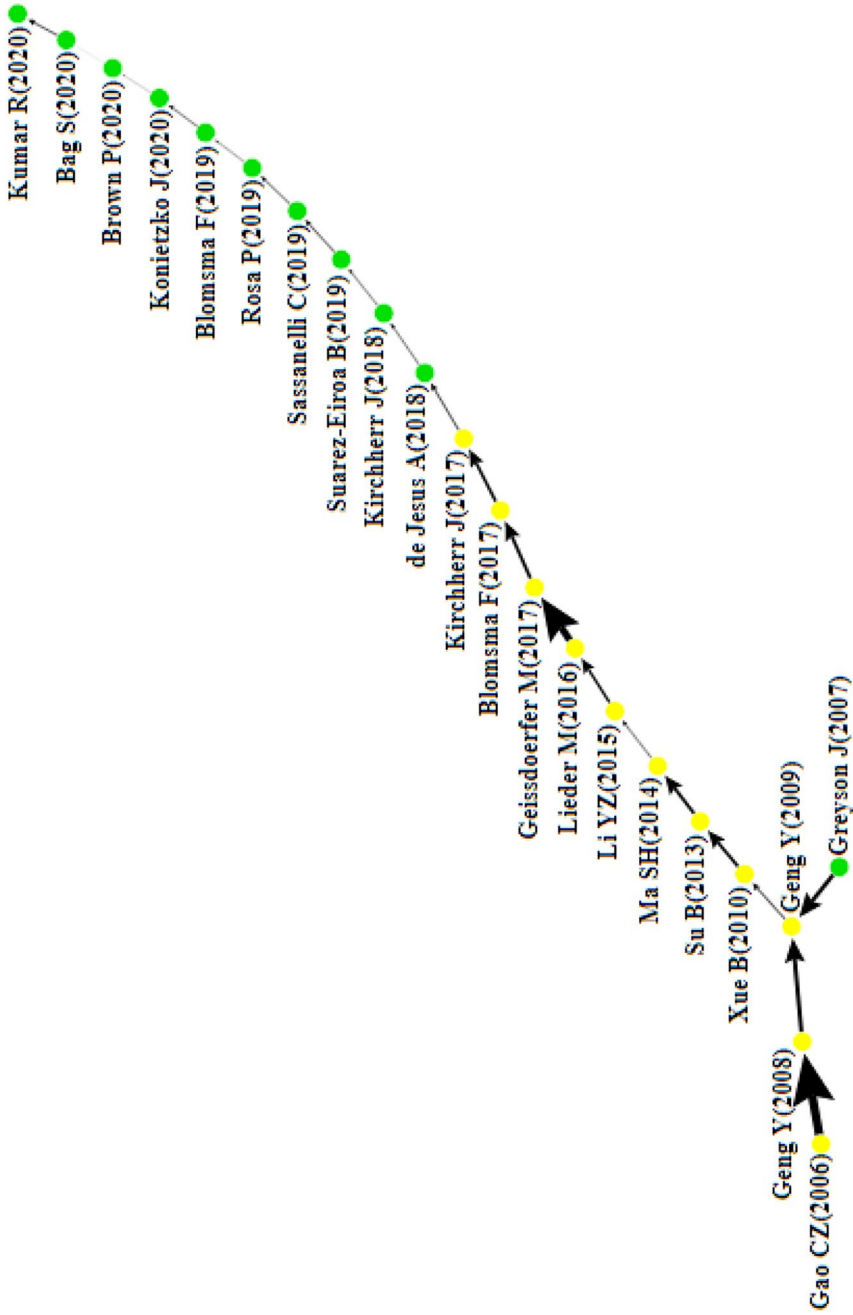 Kumar R(2020)
Bag S(2020)
Brown P(2020)
Konietzko J(2020)
Blomsma F(2019)
Rosa P(2019)
Sassanelli C(2019)
Suarez-Eiroa B(2019)
Kirchherr J(2018)
de Jesus A(2018)
Kirchherr J(2017)
Blomsma F(2017)
Geissdoerfer M(2017)
Lieder M(2016)
Li YZ(2015)
Ma SH(2014)
Su B(2013)
Xue B(2010)
Geng Y(2009)
Greyson J(2007)
Geng Y(2008)
Gao CZ(2006)